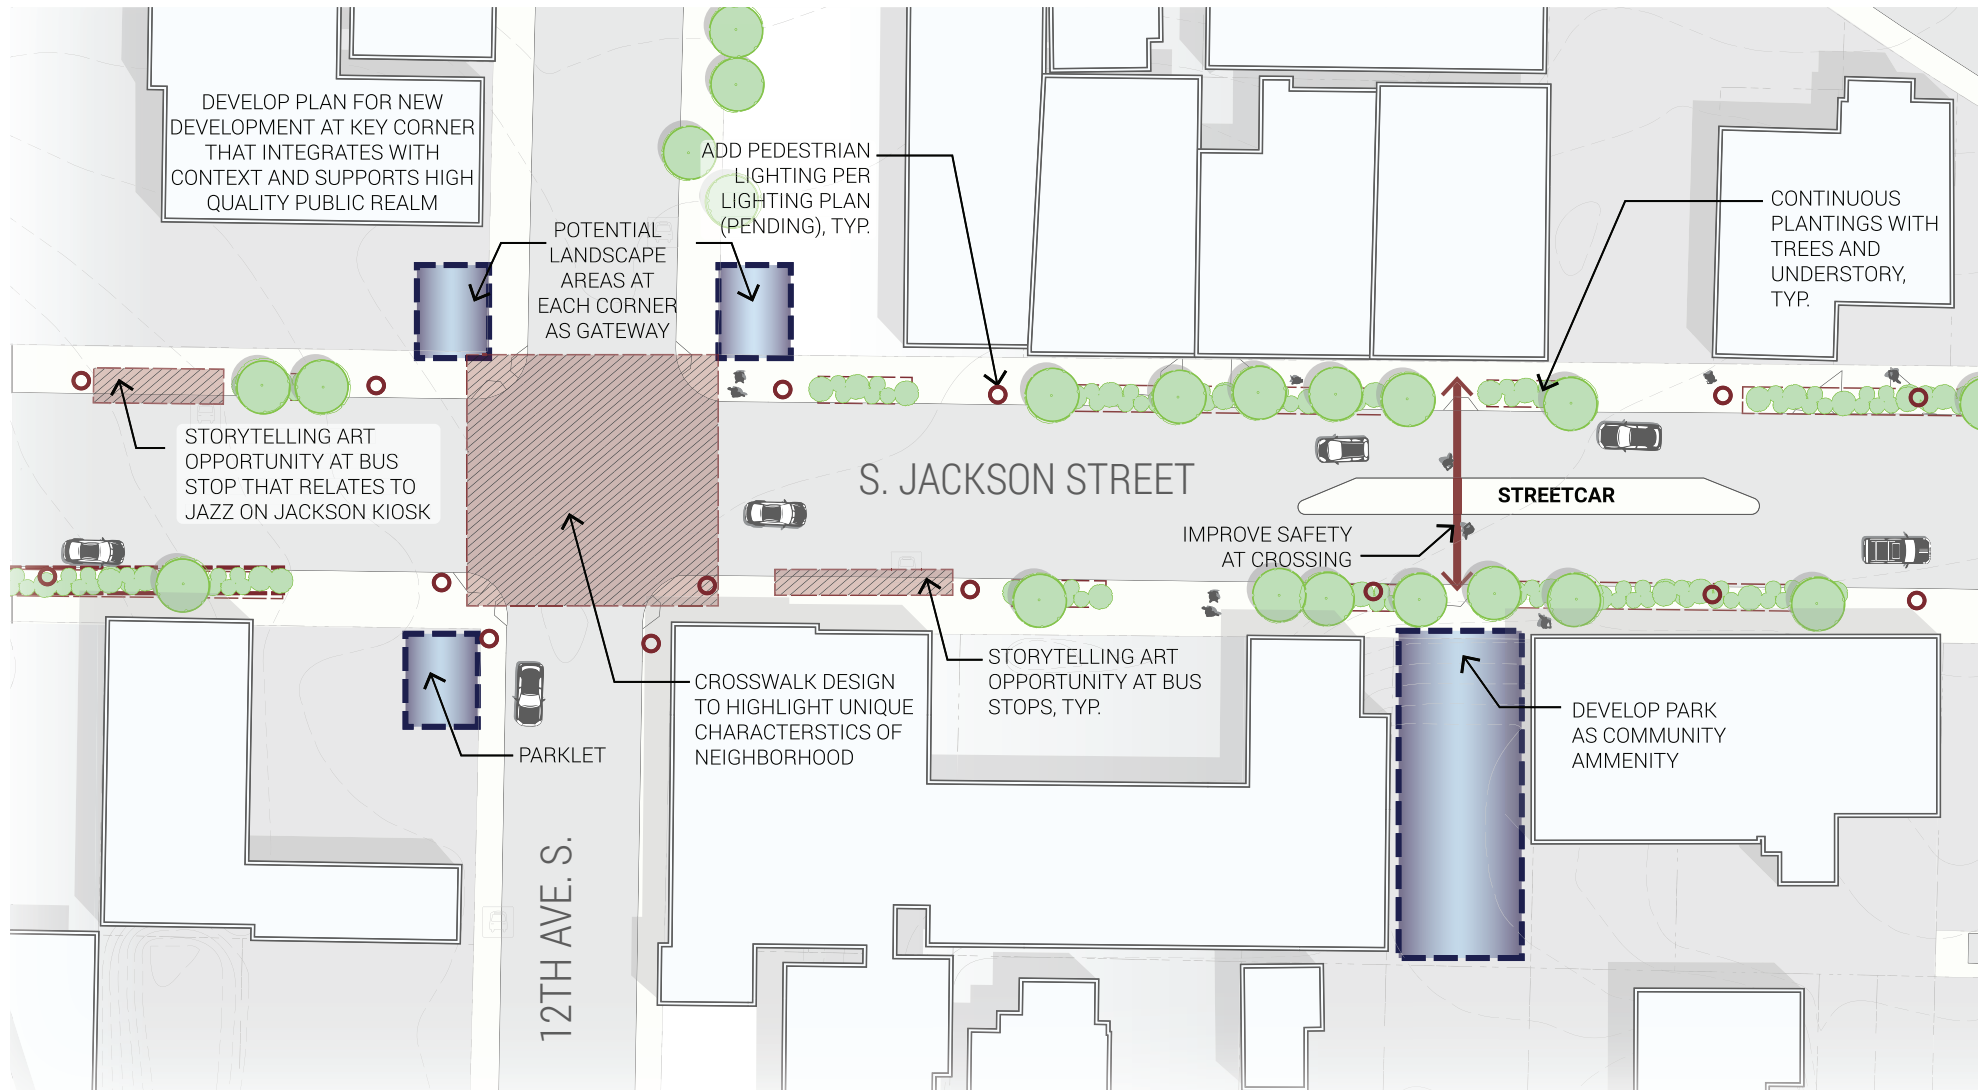 DEVELOP PLAN FOR NEW
DEVELOPMENT AT KEY CORNER
THAT INTEGRATES WITH
CONTEXT AND SUPPORTS HIGH
QUALITY PUBLIC REALM
POTENTIAL
LANDSCAPE
AREAS AT
EACH CORNER
AS GATEWAY
ADD PEDESTRIAN
LIGHTING PER
LIGHTING PLAN
(PENDING), TYP.
CONTINUOUS
PLANTINGS WITH
TREES AND
UNDERSTORY,
TYP.
STORYTELLING ART
OPPORTUNITY AT BUS
STOP THAT RELATES TO
JAZZ ON JACKSON KIOSK
S. JACKSON STREET
STREETCAR
IMPROVE SAFETY
AT CROSSING
PARKLET
CROSSWALK DESIGN
TO HIGHLIGHT UNIQUE
CHARACTERSTICS OF
NEIGHBORHOOD
STORYTELLING ART
OPPORTUNITY AT BUS
STOPS, TYP.
DEVELOP PARK
AS COMMUNITY
AMMENITY
12TH AVE. S.